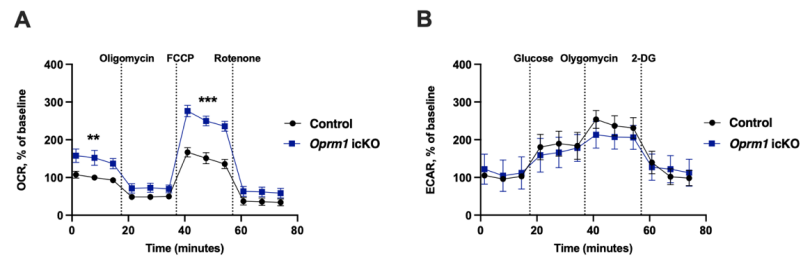 A
B
Oligomycin FCCP Rotenone
400
300
200
100
0
OCR, % of baseline
**
***
0 20 40 60 80
Time (minutes)
Control
Oprm1 icKO
Glucose Olygomycin 2-DG
400
300
200
100
0
ECAR, % of baseline
0 20 40 60 80
Time (minutes)
Control
Oprm1 icKO